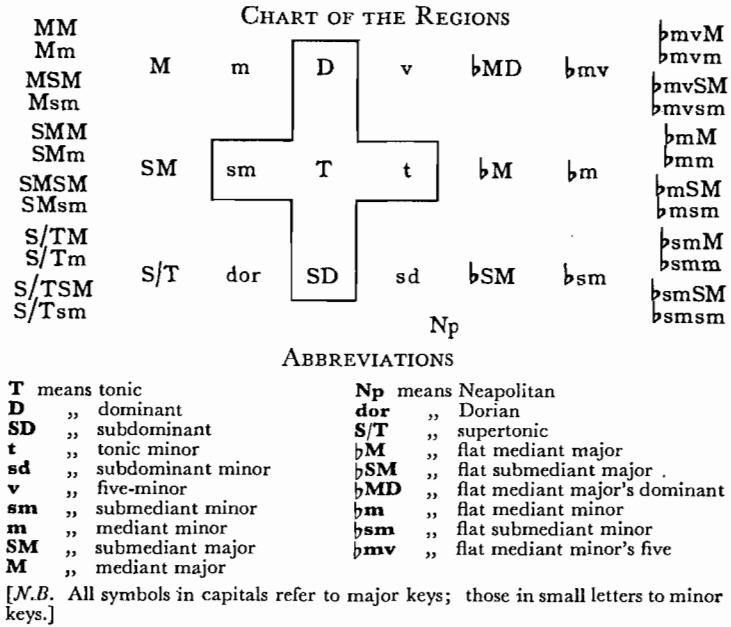 CHART OF THE REGIONS
MM
Mm
MSM
Msm
M m D v ♭MD ♭mv
♭mvM
♭mvm
♭mvSM
♭mvsm
SMM
SMm
SMSM
SMsm
SM sm T t ♭M ♭m
♭mM
♭mm
♭mSM
♭msm
S/TM
S/Tm
S/TSM
S/Tsm
S/T dor SD sd ♭SM ♭sm
♭smM
♭smm
♭smSM
♭smsm
Np
ABBREVIATIONS
T means tonic
D ,, dominant
SD ,, subdominant
t ,, tonic minor
sd ,, subdominant minor
v ,, five-minor
sm ,, submediant minor
m ,, mediant minor
SM ,, submediant major
M ,, mediant major
Np means Neapolitan
dor ,, Dorian
S/T ,, supertonic
♭M ,, flat mediant major
♭SM ,, flat submediant major .
♭MD ,, flat mediant major's dominant
♭m ,, flat mediant minor
♭sm ,, flat submediant minor
♭mv ,, flat mediant minor's five
[N.B. All symbols in capitals refer to major keys; those in small letters to minor
keys.]